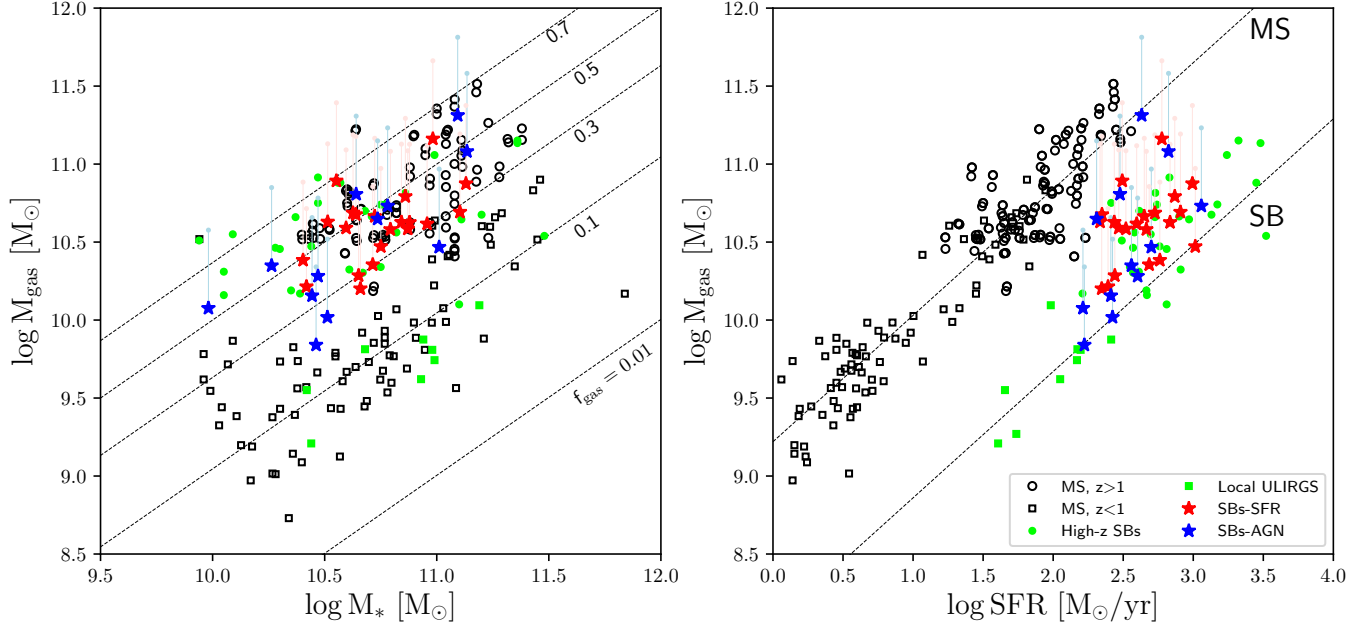 12.0
11.5
11.0
10.5
10.0
9.5
9.0
8.5
log M_gas [M_⊙]
0.7
0.5
0.3
0.1
f_gas = 0.01
9.5 10.0 10.5 11.0 11.5 12.0
log M_* [M_⊙]
12.0
11.5
11.0
10.5
10.0
9.5
9.0
8.5
log M_gas [M_⊙]
MS
SB
MS, z>1
MS, z<1
High-z SBs
Local ULIRGS
SBs-SFR
SBs-AGN
0.0 0.5 1.0 1.5 2.0 2.5 3.0 3.5 4.0
log SFR [M_⊙/yr]